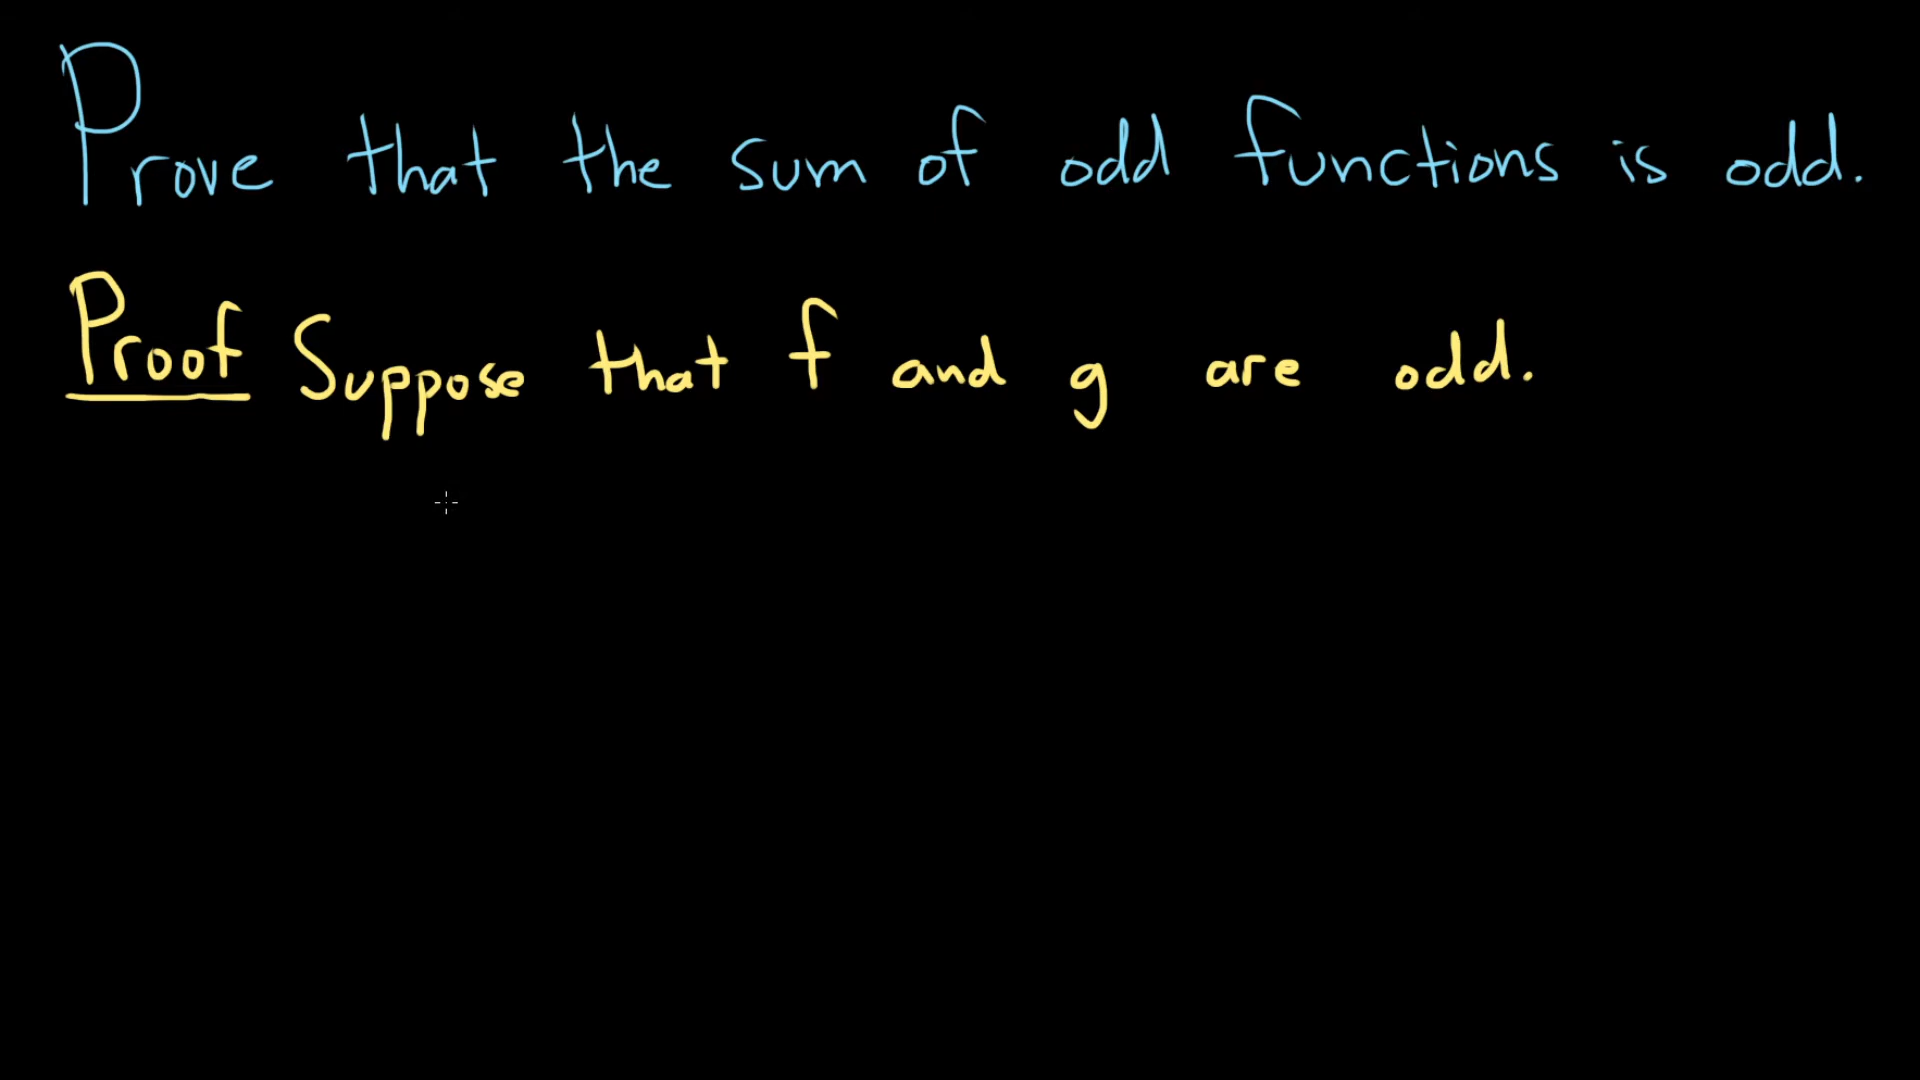 Prove that the sum of odd functions is odd.
Proof Suppose that f and g are odd.